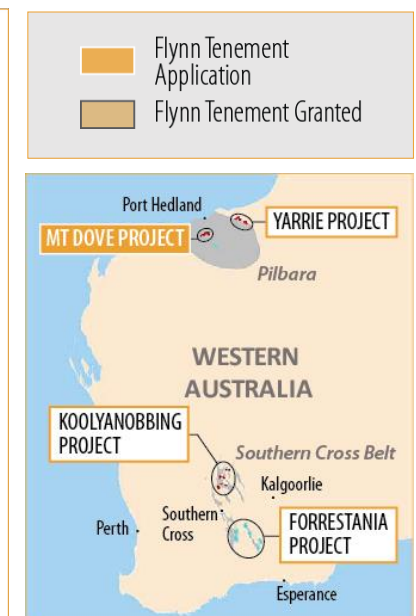 Flynn Tenement
Application
Flynn Tenement Granted
Port Hedland
YARRIE PROJECT
MT DOVE PROJECT
Pilbara
WESTERN
AUSTRALIA
KOOLYANOBBING
PROJECT
Southern Cross Belt
Kalgoorlie
Southern
Cross
Perth
FORRESTANIA
PROJECT
Esperance